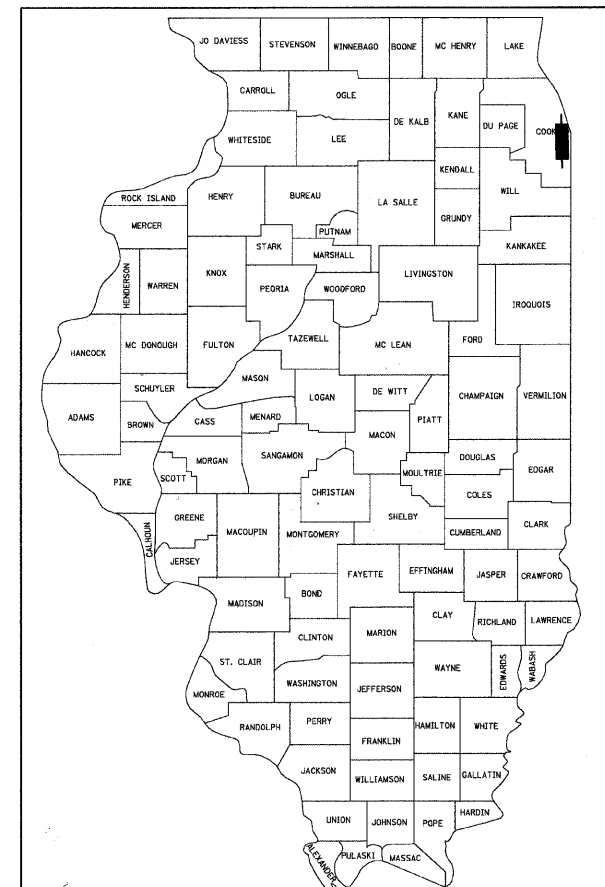 JO DAVIESS STEVENSON WINNEBAGO BOONE MC HENRY LAKE
CARROLL OGLE DE KALB KANE DU PAGE COOK
WHITESIDE LEE
KENDALL WILL
ROCK ISLAND HENRY BUREAU LA SALLE GRUNDY
MERCER PUTNAM
STARK MARSHALL KANKAKEE
HENDERSON WARREN KNOX PEORIA WOODFORD LIVINGSTON IROQUOIS
HANCOCK MC DONOUGH FULTON TAZEWELL MC LEAN FORD
MASON
SCHUYLER LOGAN DE WITT CHAMPAIGN VERMILION
ADAMS BROWN CASS MENARD MACON PIATT
MORGAN SANGAMON DOUGLAS EDGAR
PIKE SCOTT MOULTRIE
CHRISTIAN COLES
GREENE MACOUPIN SHELBY CLARK
CALHOUN MONTGOMERY CUMBERLAND
JERSEY FAYETTE EFFINGHAM JASPER CRAWFORD
MADISON BOND CLAY RICHLAND LAWRENCE
CLINTON MARION
ST. CLAIR WAYNE EDWARDS WABASH
WASHINGTON JEFFERSON
MONROE
RANDOLPH PERRY HAMILTON WHITE
FRANKLIN
JACKSON WILLIAMSON SALINE GALLATIN
UNION JOHNSON POPE HARDIN
ALEXANDER PULASKI MASSAC